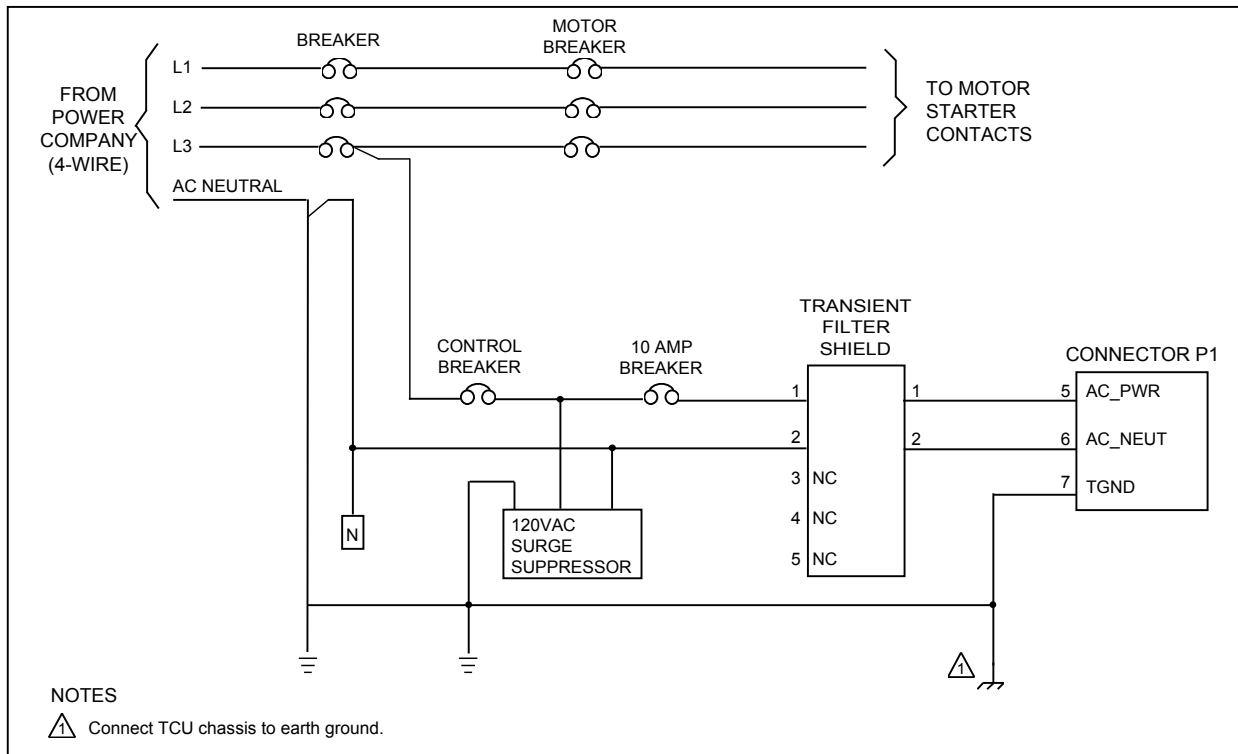 BREAKER
MOTOR
BREAKER
L1
L2
L3
FROM
POWER
COMPANY
(4-WIRE)
AC NEUTRAL
TO MOTOR
STARTER
CONTACTS
CONTROL
BREAKER
10 AMP
BREAKER
TRANSIENT
FILTER
SHIELD
CONNECTOR P1
1
1
5 AC_PWR
2
2
6 AC_NEUT
3 NC
7 TGND
4 NC
5 NC
N
120VAC
SURGE
SUPPRESSOR
1
NOTES
1 Connect TCU chassis to earth ground.